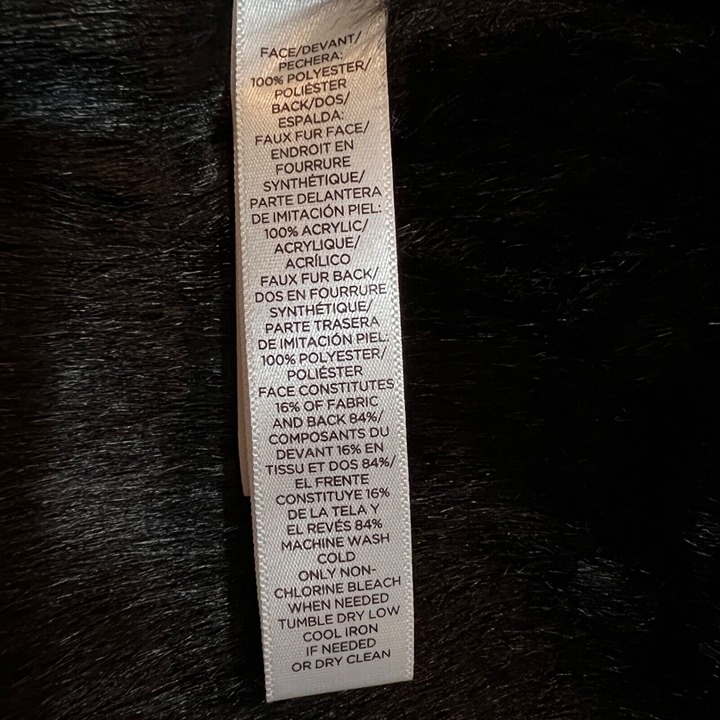 FACE/DEVANT/
PECHERA:
100% POLYESTER/
POLIÉSTER
BACK/DOS/
ESPALDA:
FAUX FUR FACE/
ENDROIT EN
FOURRURE
SYNTHÉTIQUE/
PARTE DELANTERA
DE IMITACIÓN PIEL:
100% ACRYLIC/
ACRYLIQUE/
ACRÍLICO
FAUX FUR BACK/
DOS EN FOURRURE
SYNTHÉTIQUE/
PARTE TRASERA
DE IMITACIÓN PIEL:
100% POLYESTER/
POLIÉSTER
FACE CONSTITUTES
16% OF FABRIC
AND BACK 84%/
COMPOSANTS DU
DEVANT 16% EN
TISSU ET DOS 84%/
EL FRENTE
CONSTITUYE 16%
DE LA TELA Y
EL REVÉS 84%
MACHINE WASH
COLD
ONLY NON-
CHLORINE BLEACH
WHEN NEEDED
TUMBLE DRY LOW
COOL IRON
IF NEEDED
OR DRY CLEAN